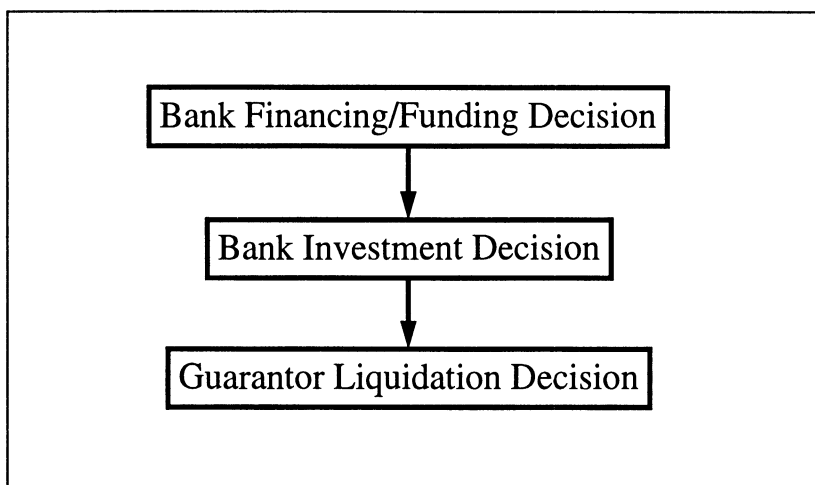 Bank Financing/Funding Decision
Bank Investment Decision
Guarantor Liquidation Decision